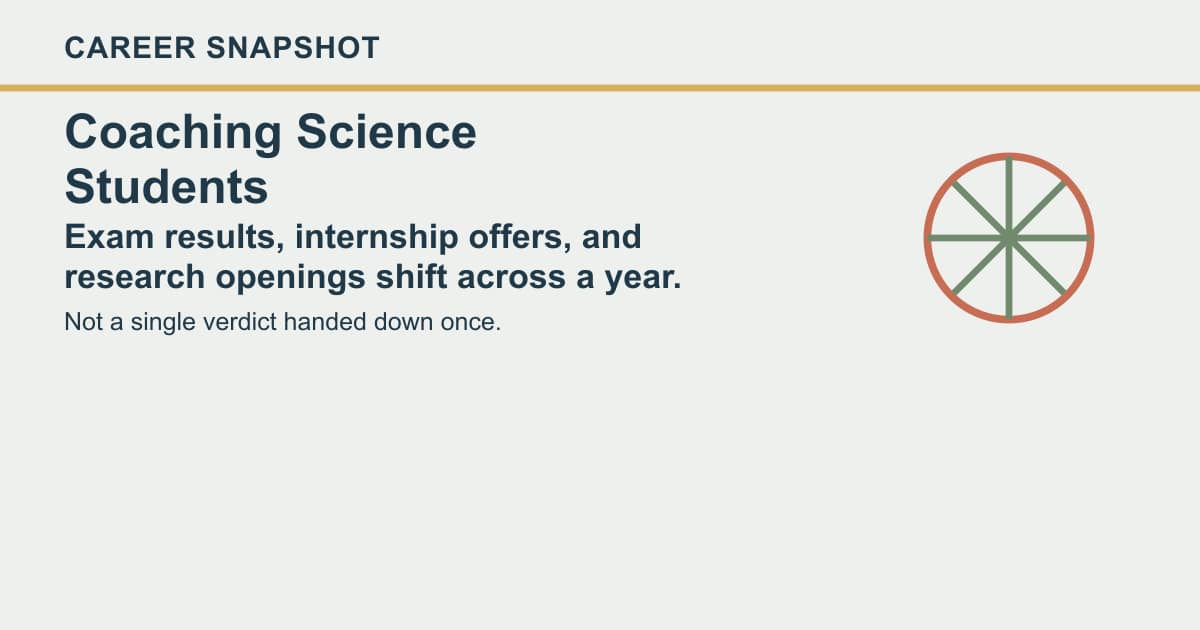 CAREER SNAPSHOT
Coaching Science
Students
Exam results, internship offers, and
research openings shift across a year.
Not a single verdict handed down once.